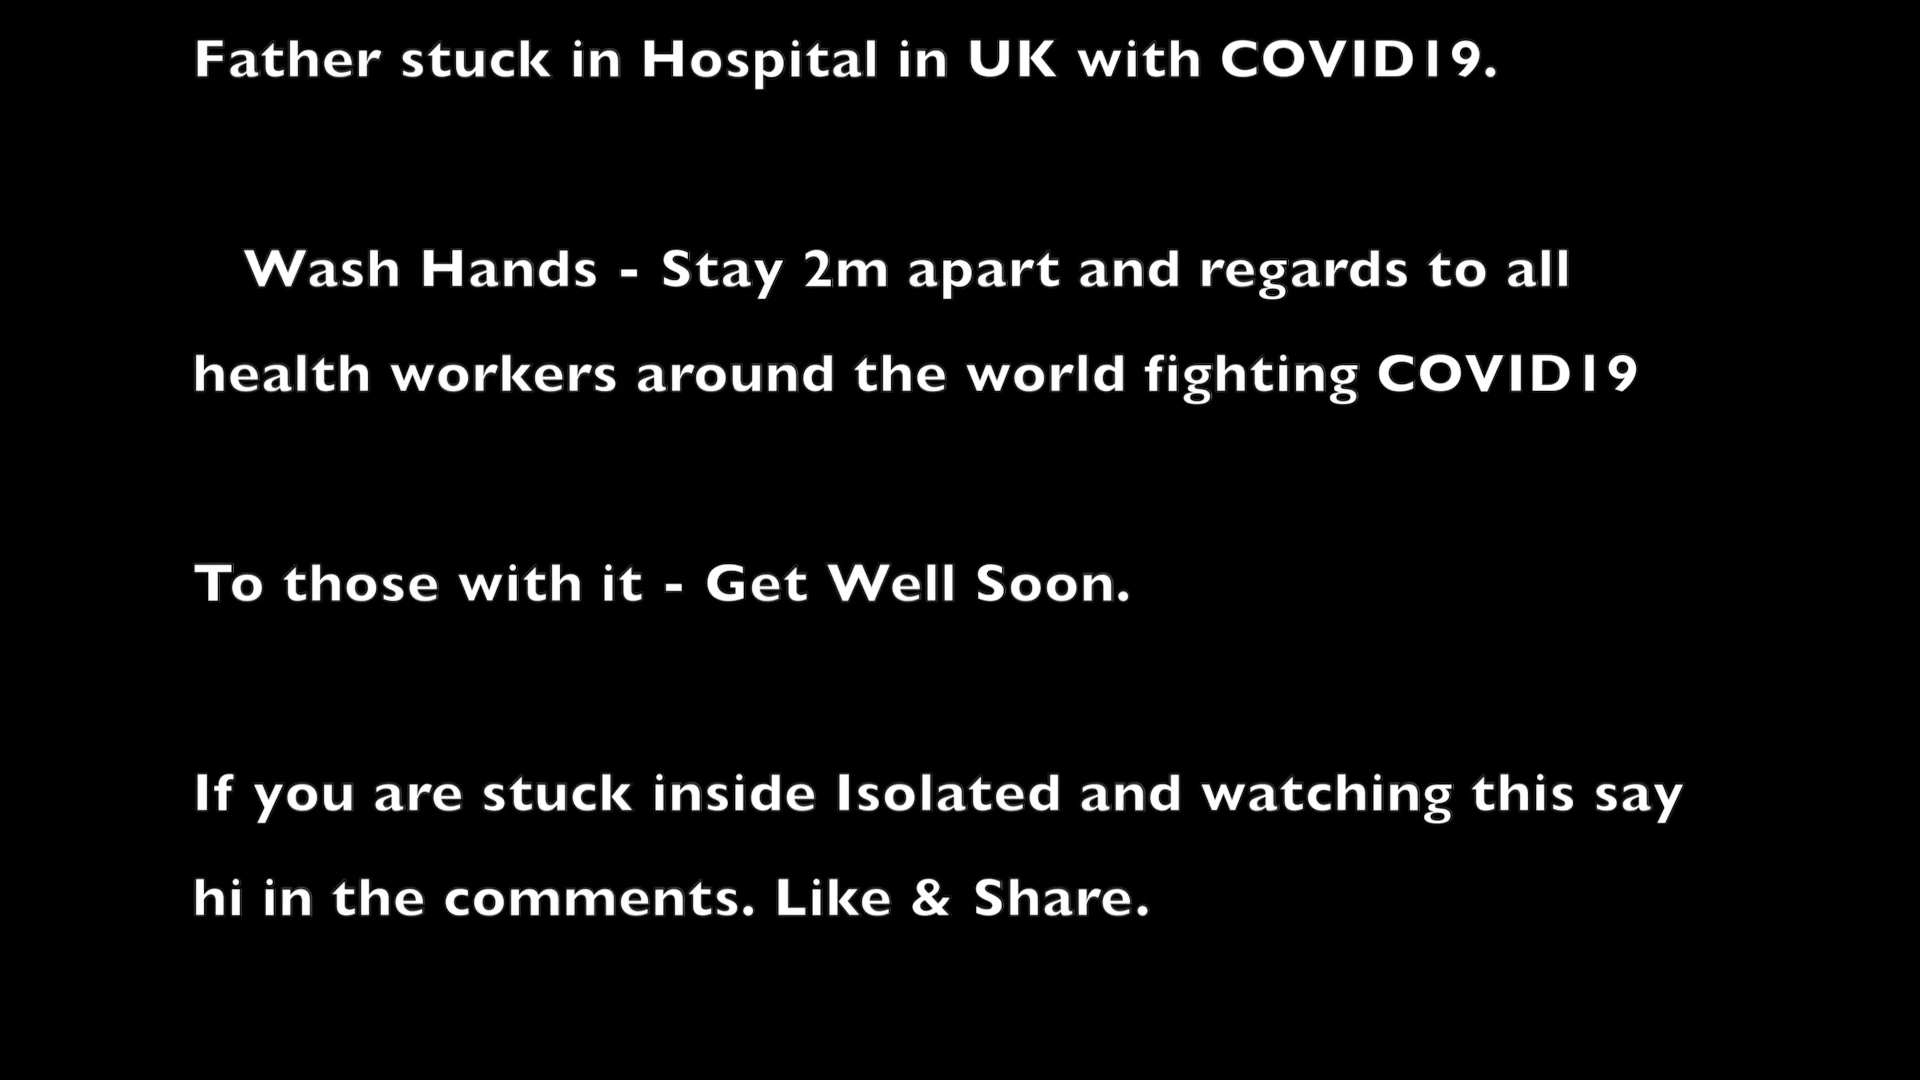 Father stuck in Hospital in UK with COVID19.
Wash Hands - Stay 2m apart and regards to all
health workers around the world fighting COVID19
To those with it - Get Well Soon.
If you are stuck inside Isolated and watching this say
hi in the comments. Like & Share.